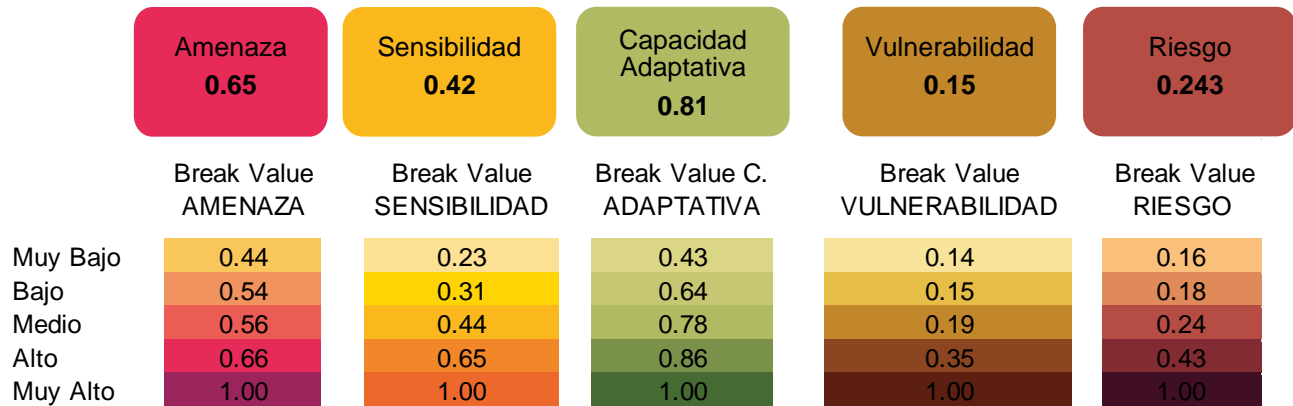 Amenaza
0.65
Sensibilidad
0.42
Capacidad
Adaptativa
0.81
Vulnerabilidad
0.15
Riesgo
0.243
Break Value
AMENAZA
Break Value
SENSIBILIDAD
Break Value C.
ADAPTATIVA
Break Value
VULNERABILIDAD
Break Value
RIESGO
Muy Bajo 0.44 0.23 0.43 0.14 0.16
Bajo 0.54 0.31 0.64 0.15 0.18
Medio 0.56 0.44 0.78 0.19 0.24
Alto 0.66 0.65 0.86 0.35 0.43
Muy Alto 1.00 1.00 1.00 1.00 1.00